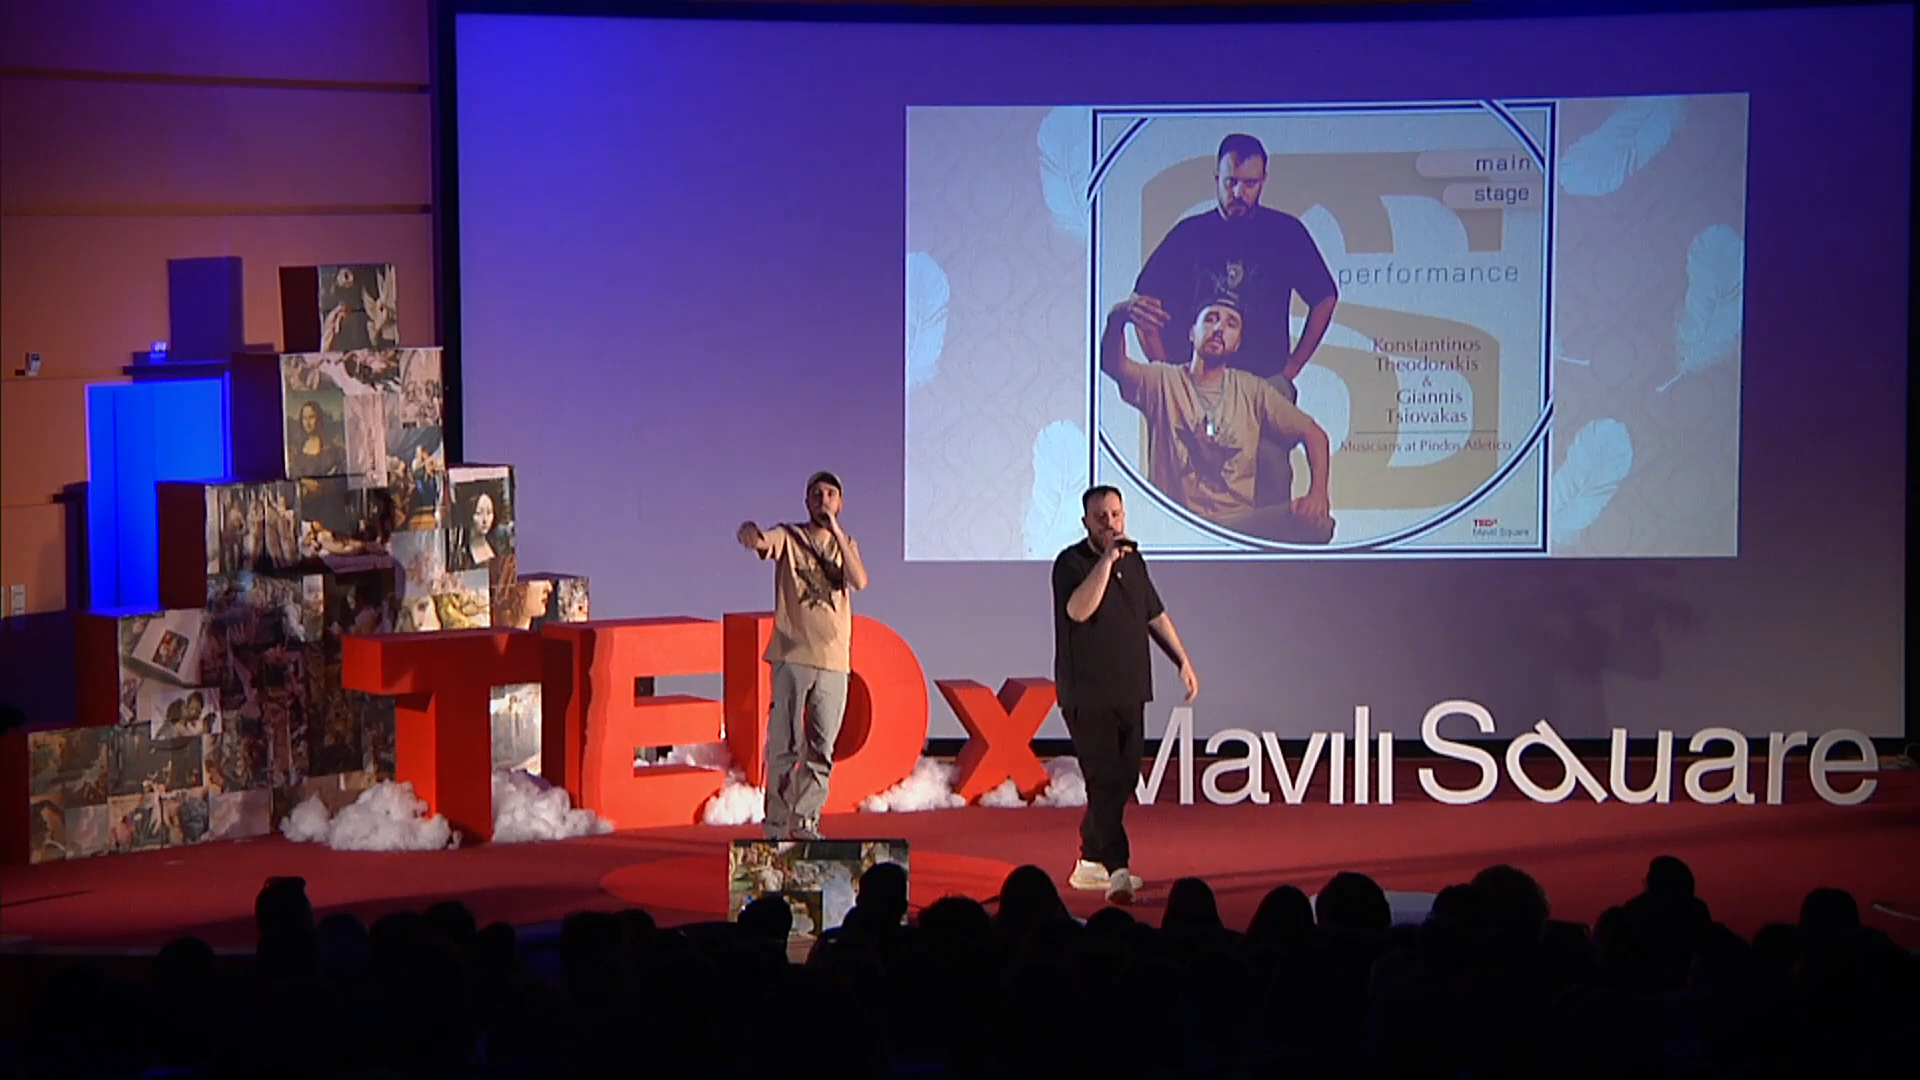 main
stage
performance
Konstantinos
Theodorakis
&
Giannis
Tsiovakas
Musicians at Pindos Atletico
TEDx
Mavili Square
TEDx Mavili Square